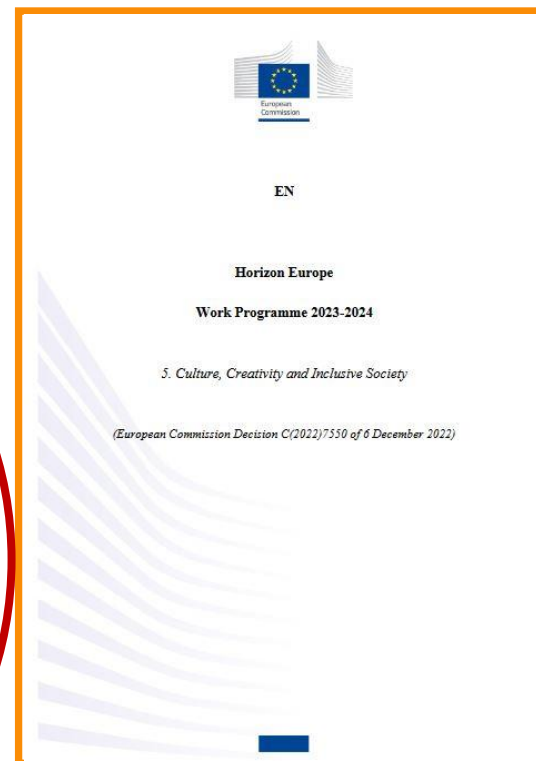 European
Commission
EN
Horizon Europe
Work Programme 2023-2024
5. Culture, Creativity and Inclusive Society
(European Commission Decision C(2022)7550 of 6 December 2022)